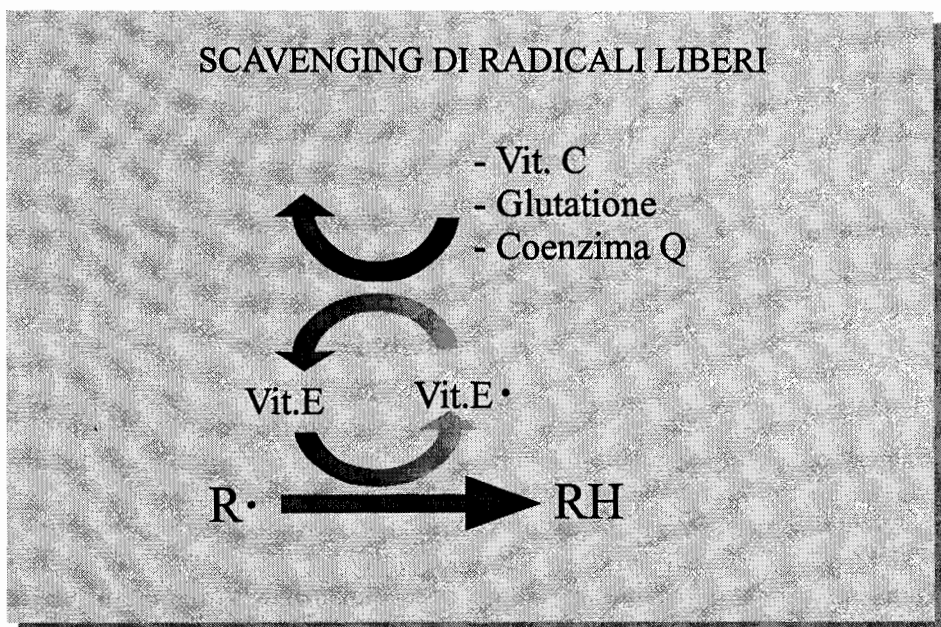 SCAVENGING DI RADICALI LIBERI
- Vit. C
- Glutatione
- Coenzima Q
Vit.E
Vit.E •
R•
RH